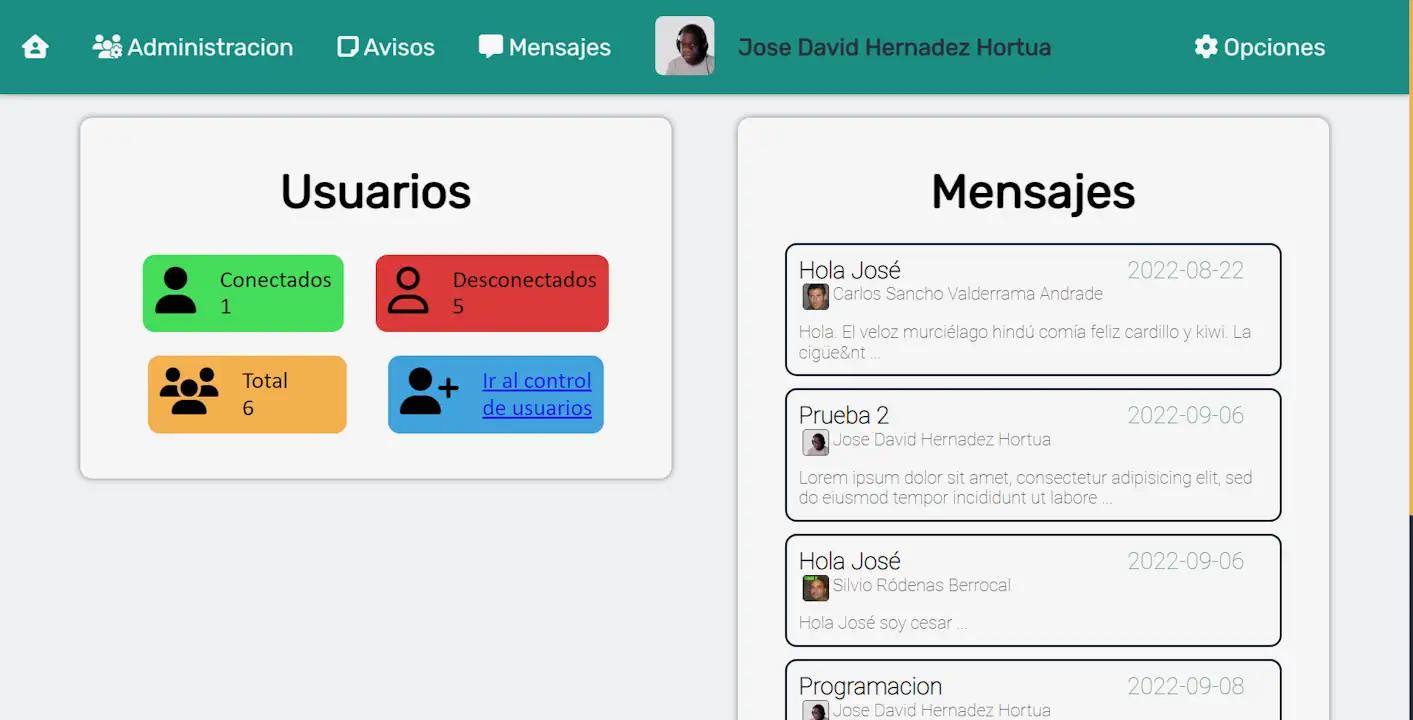 Administracion
Avisos
Mensajes
Jose David Hernadez Hortua
Opciones
Usuarios
Conectados
1
Desconectados
5
Total
6
Ir al control
de usuarios
Mensajes
Hola José
2022-08-22
Carlos Sancho Valderrama Andrade
Hola. El veloz murciélago hindú comía feliz cardillo y kiwi. La
cigüe&nt ...
Prueba 2
2022-09-06
Jose David Hernadez Hortua
Lorem ipsum dolor sit amet, consectetur adipisicing elit, sed
do eiusmod tempor incididunt ut labore ...
Hola José
2022-09-06
Silvio Ródenas Berrocal
Hola José soy cesar ...
Programacion
2022-09-08
Jose David Hernadez Hortua